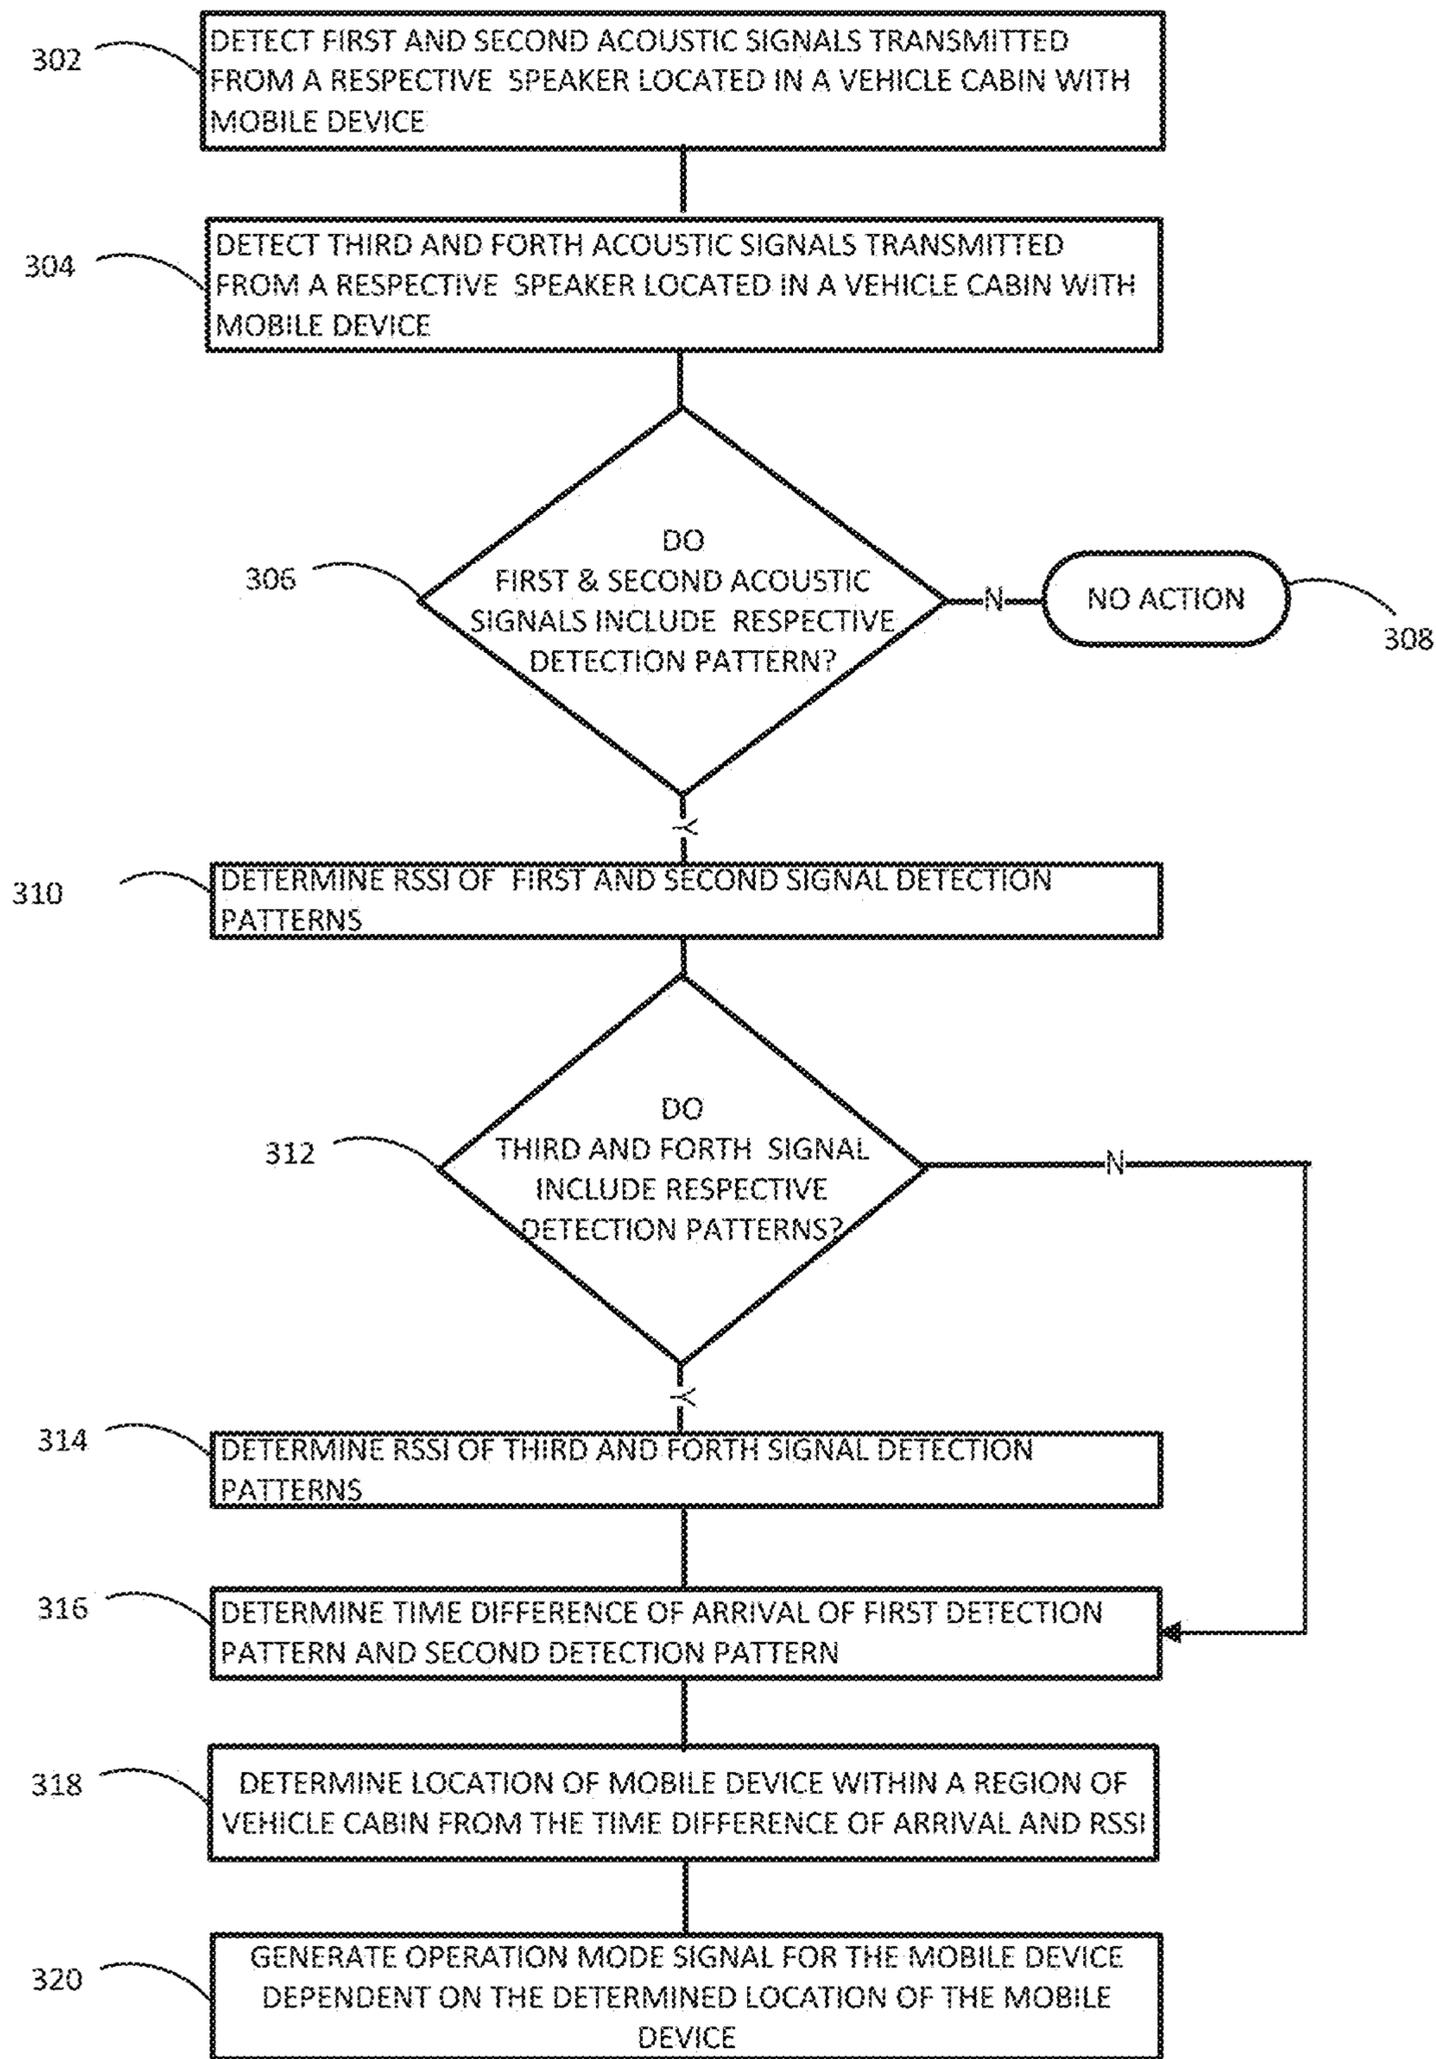 302
DETECT FIRST AND SECOND ACOUSTIC SIGNALS TRANSMITTED
FROM A RESPECTIVE SPEAKER LOCATED IN A VEHICLE CABIN WITH
MOBILE DEVICE
304
DETECT THIRD AND FORTH ACOUSTIC SIGNALS TRANSMITTED
FROM A RESPECTIVE SPEAKER LOCATED IN A VEHICLE CABIN WITH
MOBILE DEVICE
306
DO
FIRST & SECOND ACOUSTIC
SIGNALS INCLUDE RESPECTIVE
DETECTION PATTERN?
N
NO ACTION
308
Y
310
DETERMINE RSSI OF FIRST AND SECOND SIGNAL DETECTION
PATTERNS
312
DO
THIRD AND FORTH SIGNAL
INCLUDE RESPECTIVE
DETECTION PATTERNS?
N
Y
314
DETERMINE RSSI OF THIRD AND FORTH SIGNAL DETECTION
PATTERNS
316
DETERMINE TIME DIFFERENCE OF ARRIVAL OF FIRST DETECTION
PATTERN AND SECOND DETECTION PATTERN
318
DETERMINE LOCATION OF MOBILE DEVICE WITHIN A REGION OF
VEHICLE CABIN FROM THE TIME DIFFERENCE OF ARRIVAL AND RSSI
320
GENERATE OPERATION MODE SIGNAL FOR THE MOBILE DEVICE
DEPENDENT ON THE DETERMINED LOCATION OF THE MOBILE
DEVICE